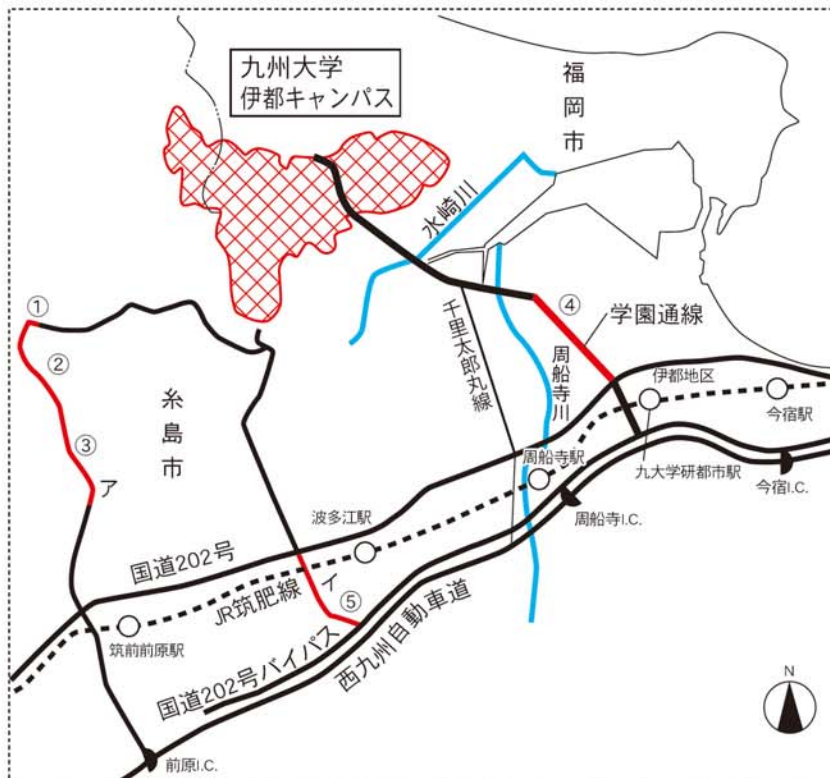 九州大学
伊都キャンパス
福岡市
水崎川
①
④
学園通線
②
千里太郎丸線
周船寺川
伊都地区
今宿駅
糸島市
③
ア
周船寺駅
九大学研都市駅
今宿I.C.
波多江駅
周船寺I.C.
国道202号
JR筑肥線
イ
⑤
筑前前原駅
国道202号バイパス
西九州自動車道
N
前原I.C.